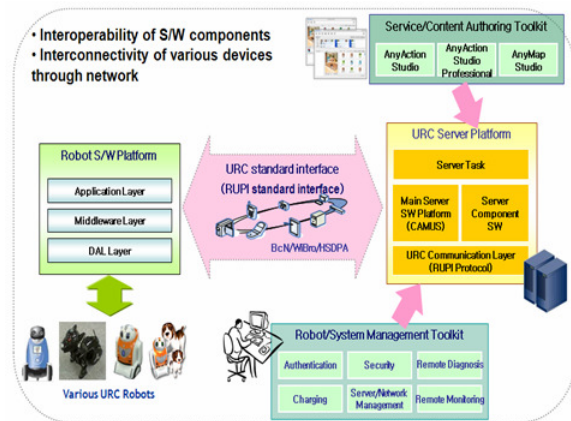 • Interoperability of S/W components
• Interconnectivity of various devices
through network
Service/Content Authoring Toolkit
AnyAction
Studio
AnyAction
Studio
Professional
AnyMap
Studio
Robot S/W Platform
Application Layer
Middleware Layer
DAL Layer
Various URC Robots
URC standard interface
(RUPI standard interface)
BcN/WiBro/HSDPA
URC Server Platform
Server Task
Main Server
SW Platform
(CAMUS)
Server
Component
SW
URC Communication Layer
(RUPI Protocol)
Robot/System Management Toolkit
Authentication
Security
Remote Diagnosis
Charging
Server/Network
Management
Remote Monitoring